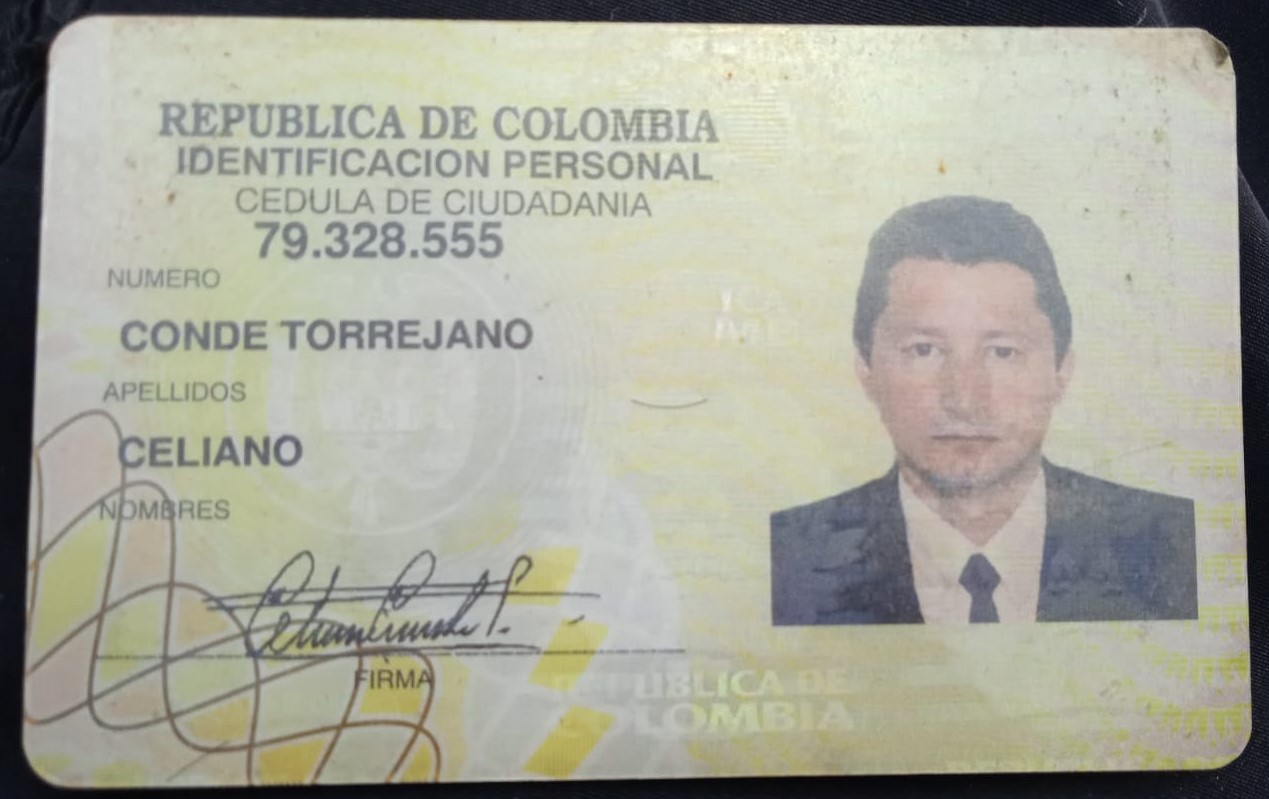 REPUBLICA DE COLOMBIA
IDENTIFICACION PERSONAL
CEDULA DE CIUDADANIA
79.328.555
NUMERO
CONDE TORREJANO
APELLIDOS
CELIANO
NOMBRES
FIRMA
REPUBLICA DE
COLOMBIA